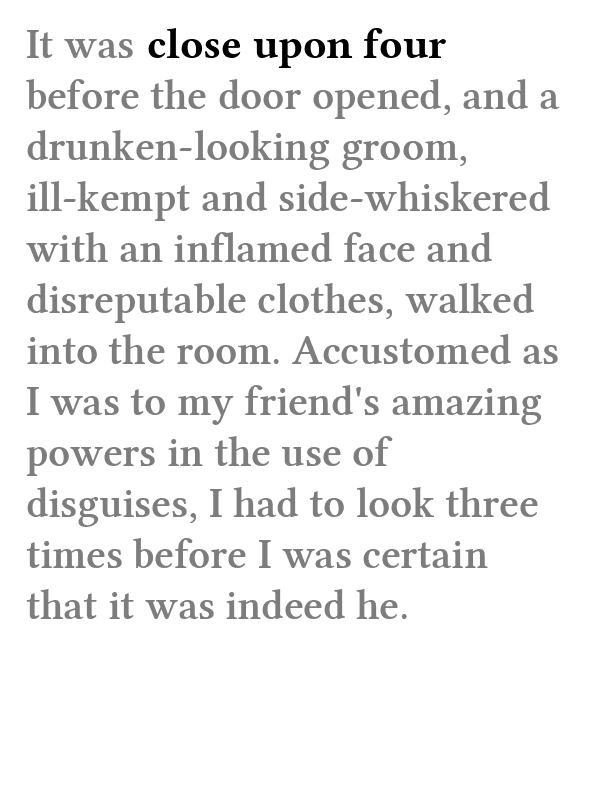 It was close upon four
before the door opened, and a
drunken-looking groom,
ill-kempt and side-whiskered
with an inflamed face and
disreputable clothes, walked
into the room. Accustomed as
I was to my friend's amazing
powers in the use of
disguises, I had to look three
times before I was certain
that it was indeed he.